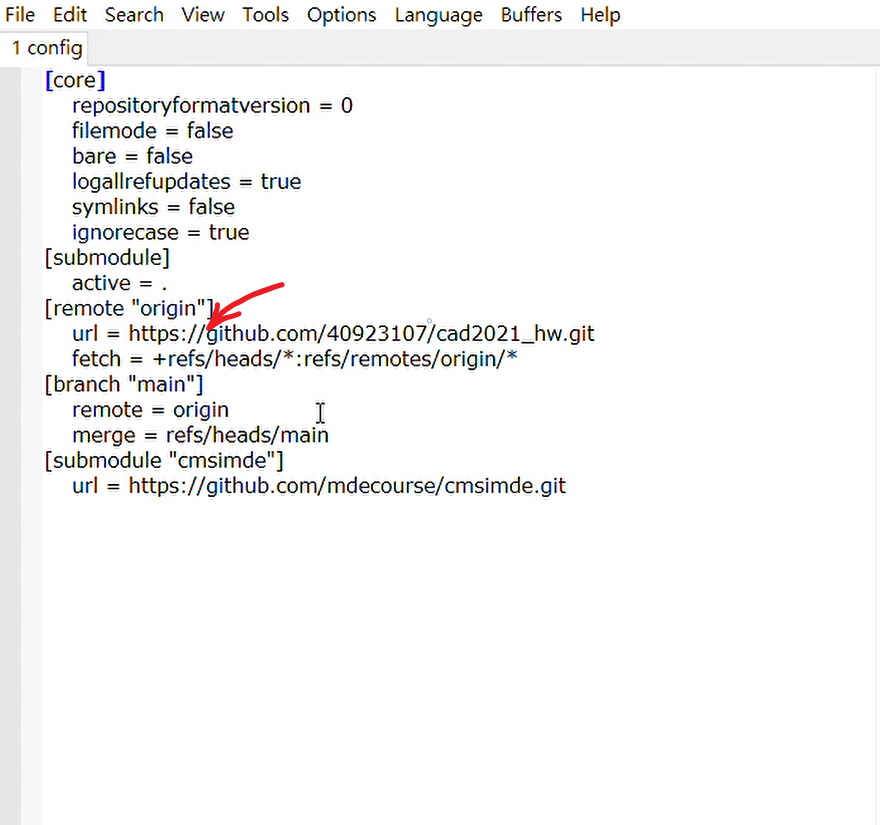 File Edit Search View Tools Options Language Buffers Help
1 config
[core]
repositoryformatversion = 0
filemode = false
bare = false
logallrefupdates = true
symlinks = false
ignorecase = true
[submodule]
active = .
[remote "origin"]
url = https://github.com/40923107/cad2021_hw.git
fetch = +refs/heads/*:refs/remotes/origin/*
[branch "main"]
remote = origin
merge = refs/heads/main
[submodule "cmsimde"]
url = https://github.com/mdecourse/cmsimde.git